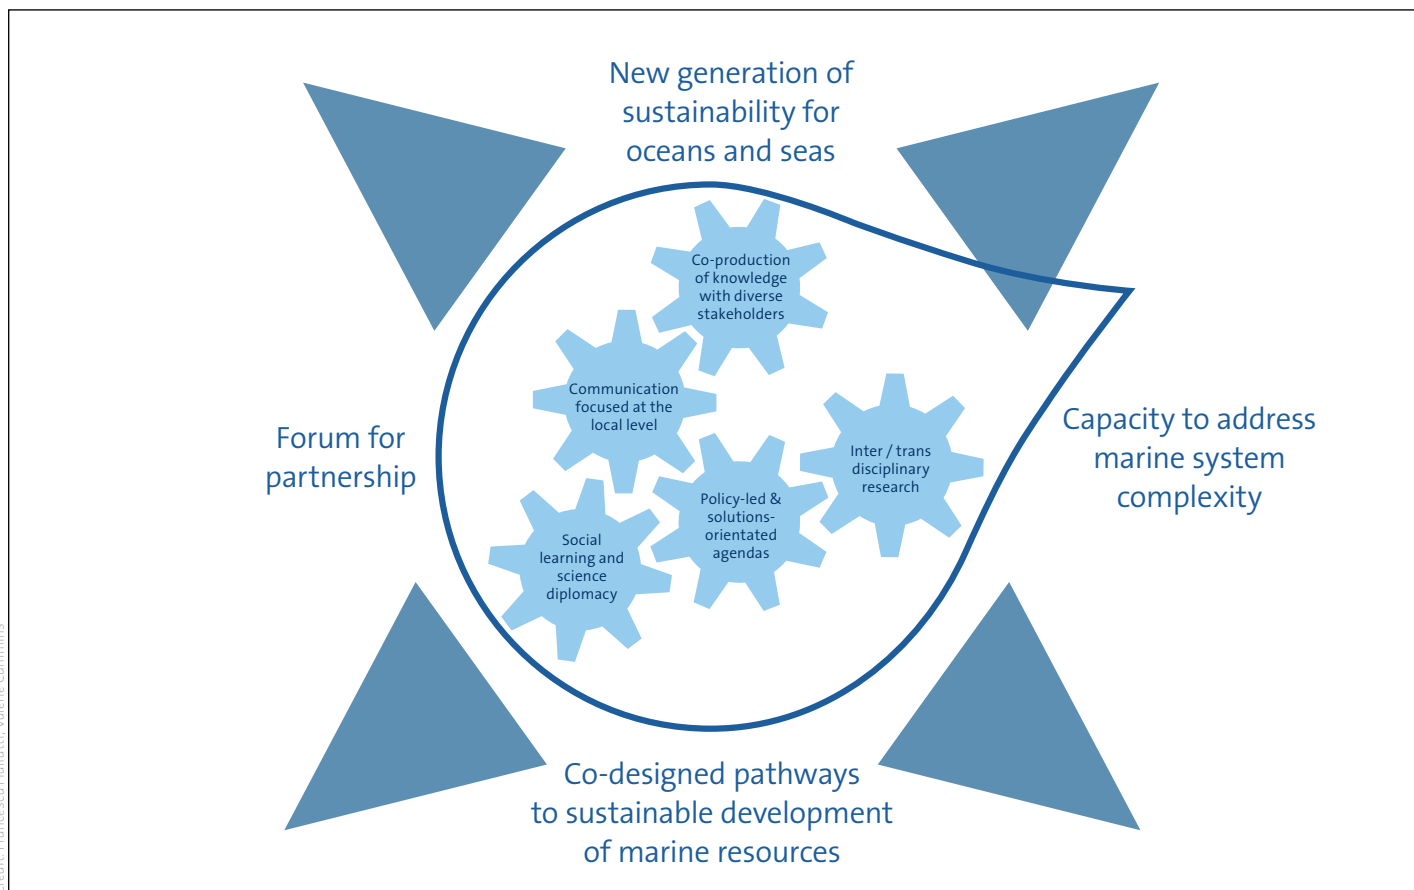 New generation of
sustainability for
oceans and seas
Co-production
of knowledge
with diverse
stakeholders
Communication
focused at the
local level
Forum for
partnership
Inter / trans
disciplinary
research
Capacity to address
marine system
complexity
Policy-led &
solutions-
orientated
agendas
Social
learning and
science
diplomacy
Co-designed pathways
to sustainable development
of marine resources